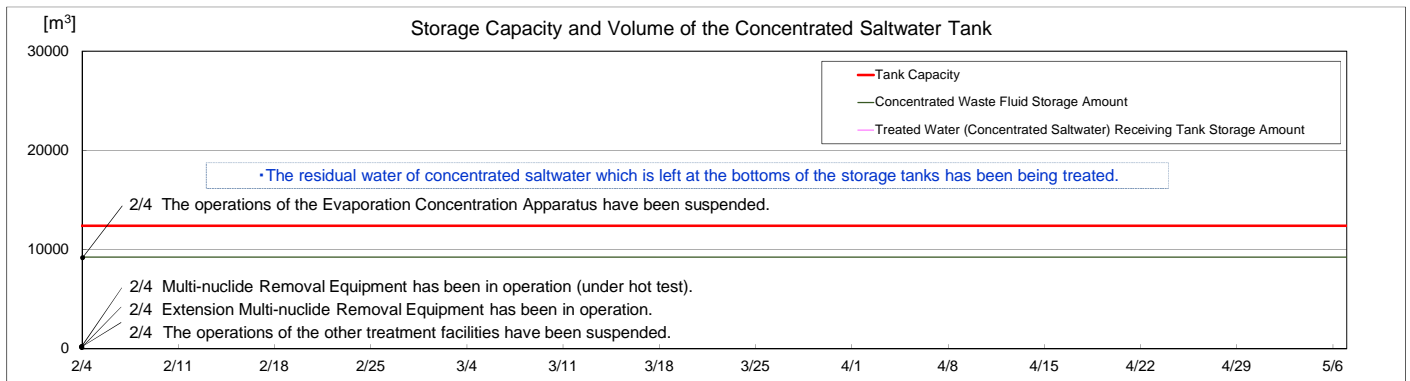 Storage Capacity and Volume of the Concentrated Saltwater Tank
[m³]
30000
20000
10000
0
Tank Capacity
Concentrated Waste Fluid Storage Amount
Treated Water (Concentrated Saltwater) Receiving Tank Storage Amount
・The residual water of concentrated saltwater which is left at the bottoms of the storage tanks has been being treated.
2/4 The operations of the Evaporation Concentration Apparatus have been suspended.
2/4 Multi-nuclide Removal Equipment has been in operation (under hot test).
2/4 Extension Multi-nuclide Removal Equipment has been in operation.
2/4 The operations of the other treatment facilities have been suspended.
2/4 2/11 2/18 2/25 3/4 3/11 3/18 3/25 4/1 4/8 4/15 4/22 4/29 5/6